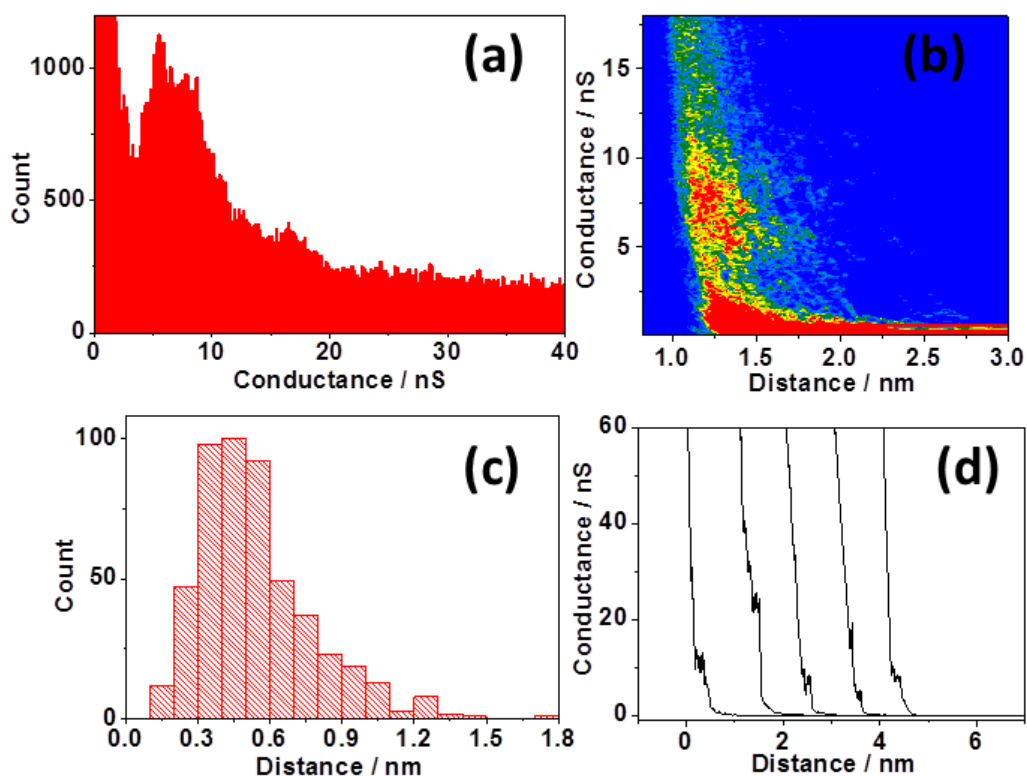 (a)
Count
1000
500
0
0 10 20 30 40
Conductance / nS
(b)
Conductance / nS
15
10
5
1.0 1.5 2.0 2.5 3.0
Distance / nm
(c)
Count
100
50
0
0.0 0.3 0.6 0.9 1.2 1.5 1.8
Distance / nm
(d)
Conductance / nS
60
40
20
0
0 2 4 6
Distance / nm